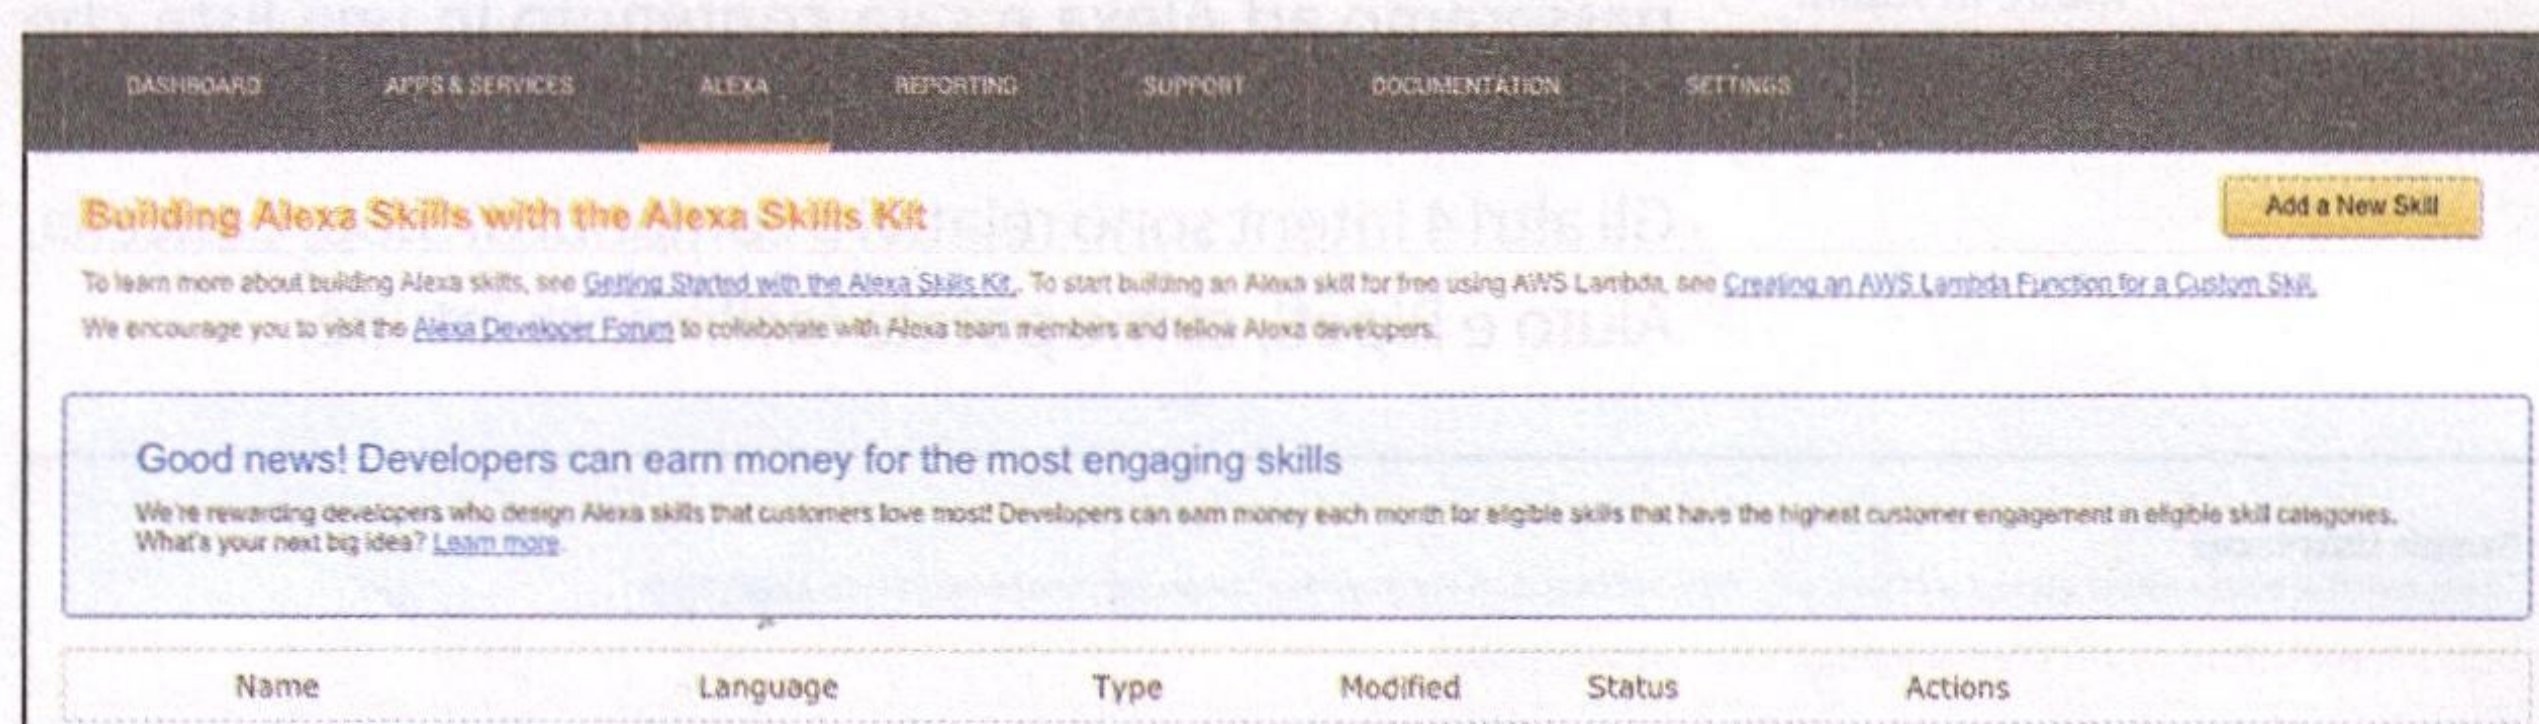 DASHBOARD APPS & SERVICES ALEXA REPORTING SUPPORT DOCUMENTATION SETTINGS
Building Alexa Skills with the Alexa Skills Kit
Add a New Skill
To learn more about building Alexa skills, see Getting Started with the Alexa Skills Kit. To start building an Alexa skill for free using AWS Lambda, see Creating an AWS Lambda Function for a Custom Skill.
We encourage you to visit the Alexa Developer Forum to collaborate with Alexa team members and fellow Alexa developers.
Good news! Developers can earn money for the most engaging skills
We're rewarding developers who design Alexa skills that customers love most! Developers can earn money each month for eligible skills that have the highest customer engagement in eligible skill categories.
What's your next big idea? Learn more.
Name Language Type Modified Status Actions